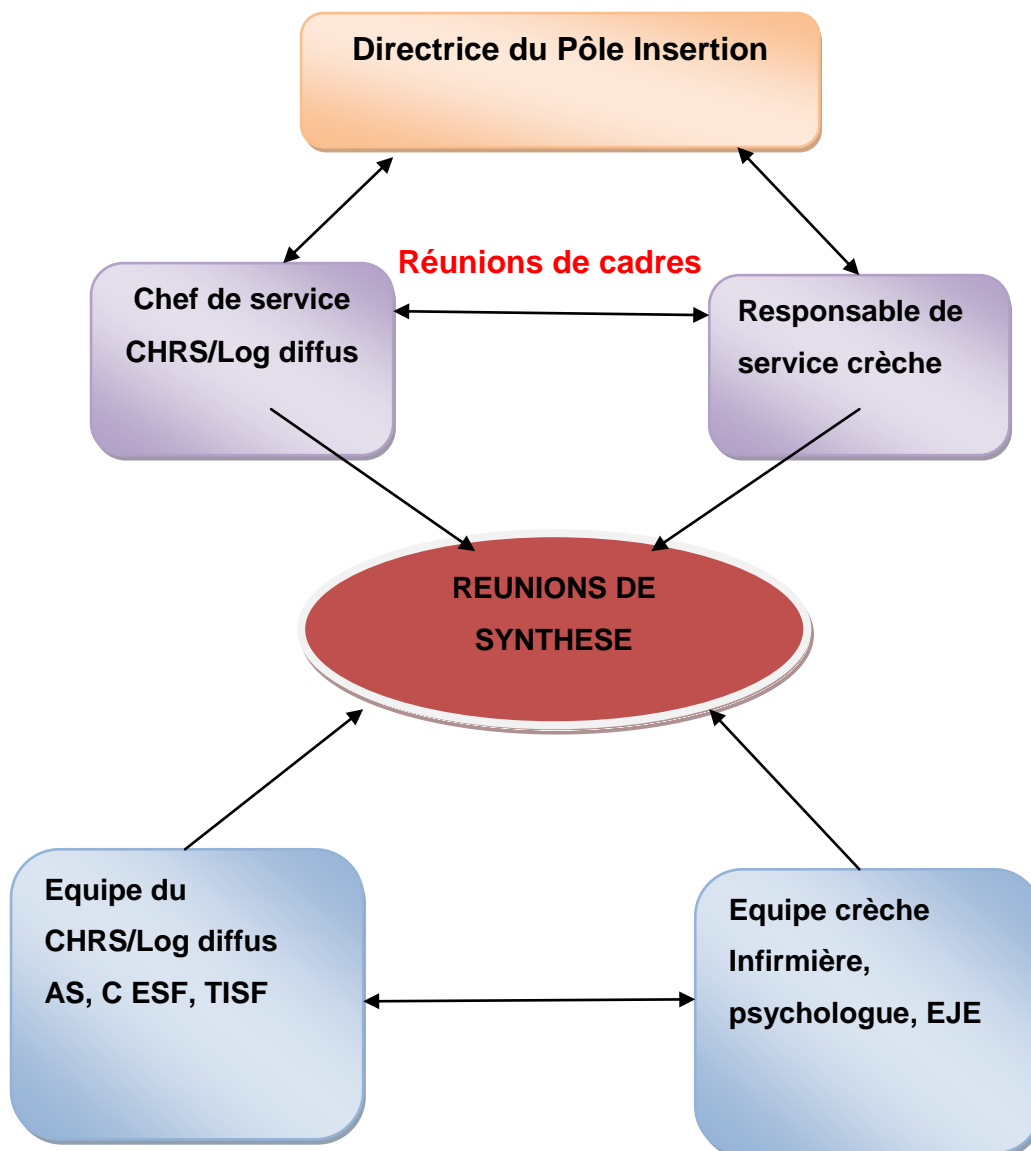 Directrice du Pôle Insertion
Réunions de cadres
Chef de service
CHRS/Log diffus
Responsable de
service crèche
REUNIONS DE
SYNTHESE
Equipe du
CHRS/Log diffus
AS, C ESF, TISF
Equipe crèche
Infirmière,
psychologue, EJE